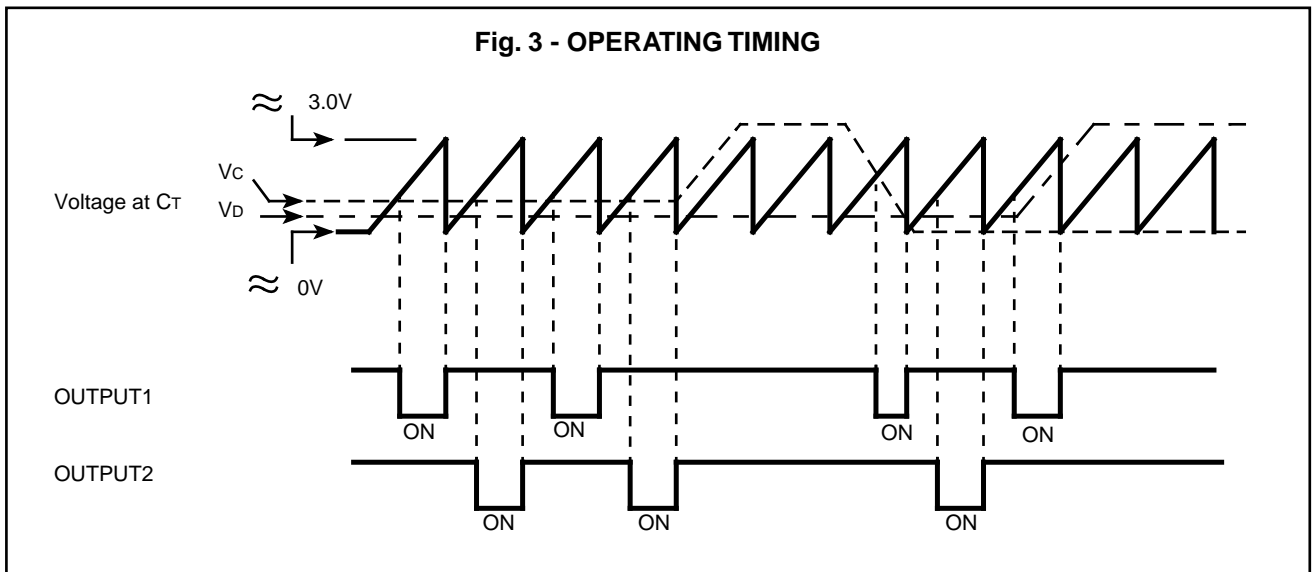 Fig. 3 - OPERATING TIMING
≈ 3.0V
VC
Voltage at CT
VD
≈ 0V
OUTPUT1
ON ON ON ON
OUTPUT2
ON ON ON